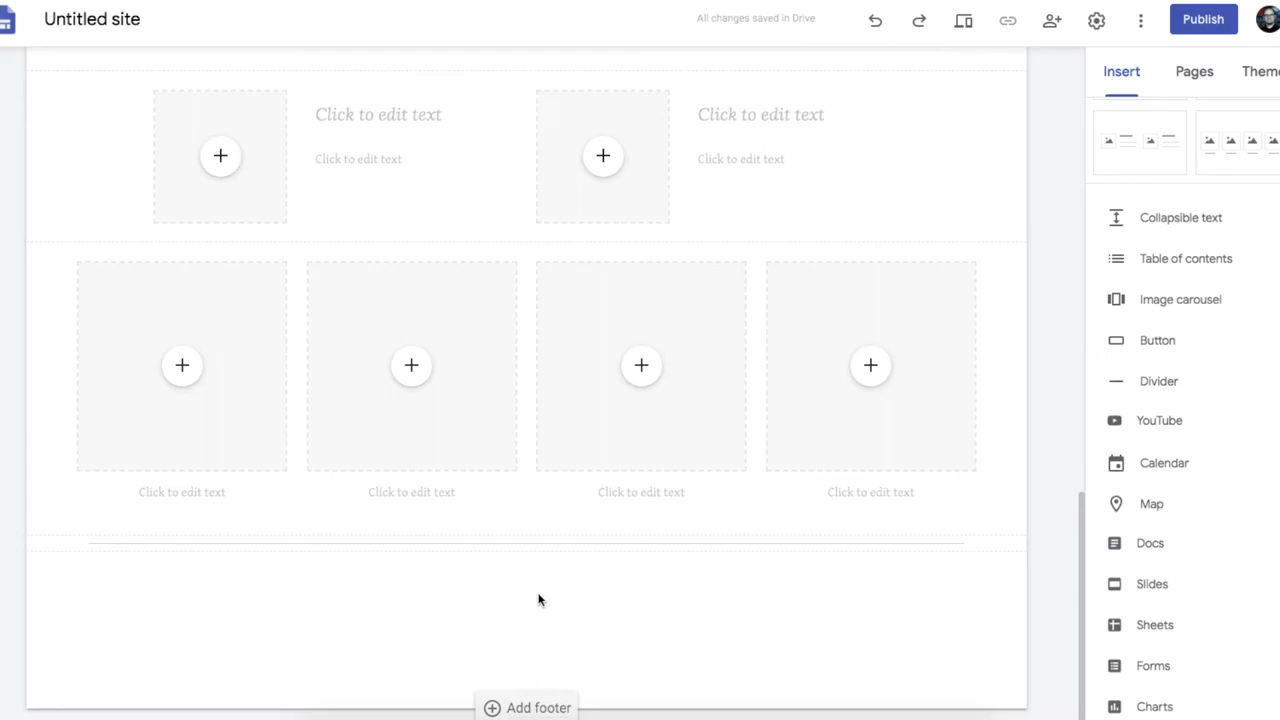 Untitled site
All changes saved in Drive
Publish
Insert
Pages
Theme
Click to edit text
Click to edit text
Click to edit text
Click to edit text
Click to edit text
Click to edit text
Click to edit text
Click to edit text
Add footer
Collapsible text
Table of contents
Image carousel
Button
Divider
YouTube
Calendar
Map
Docs
Slides
Sheets
Forms
Charts